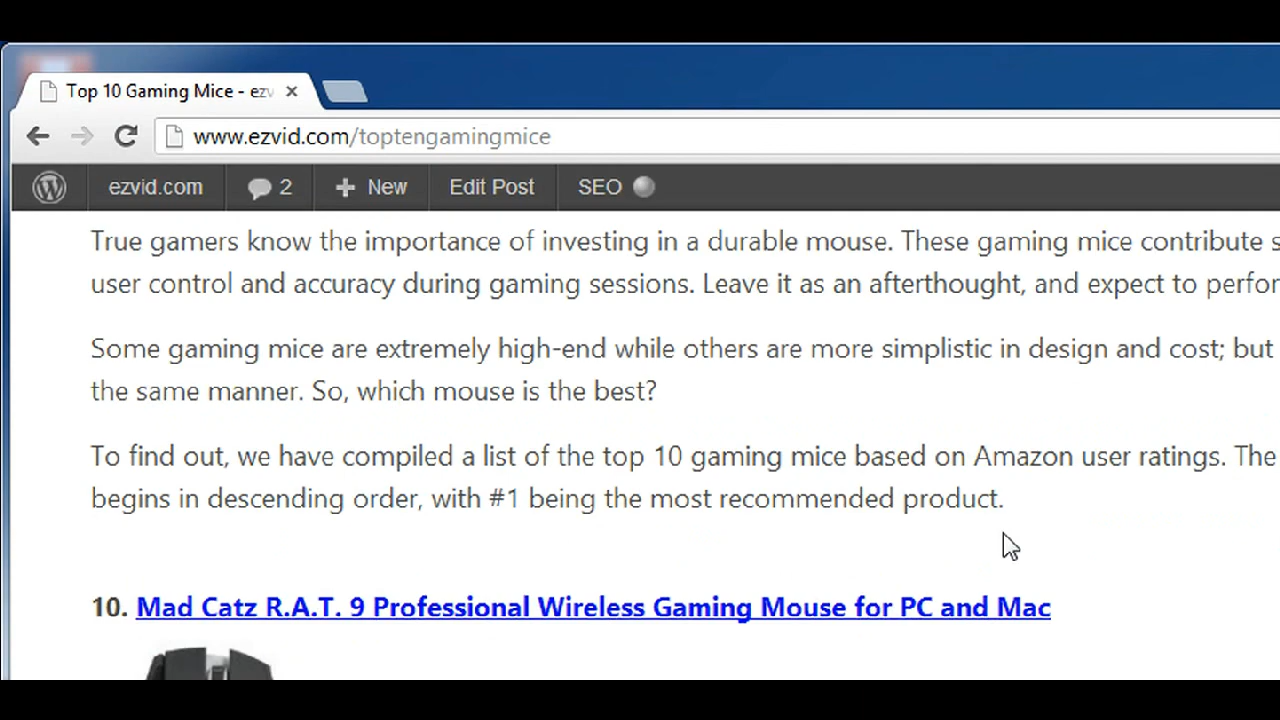 Top 10 Gaming Mice - ezv
www.ezvid.com/toptengamingmice
ezvid.com 2 New Edit Post SEO
True gamers know the importance of investing in a durable mouse. These gaming mice contribute s
user control and accuracy during gaming sessions. Leave it as an afterthought, and expect to perfor
Some gaming mice are extremely high-end while others are more simplistic in design and cost; but
the same manner. So, which mouse is the best?
To find out, we have compiled a list of the top 10 gaming mice based on Amazon user ratings. The
begins in descending order, with #1 being the most recommended product.
10. Mad Catz R.A.T. 9 Professional Wireless Gaming Mouse for PC and Mac